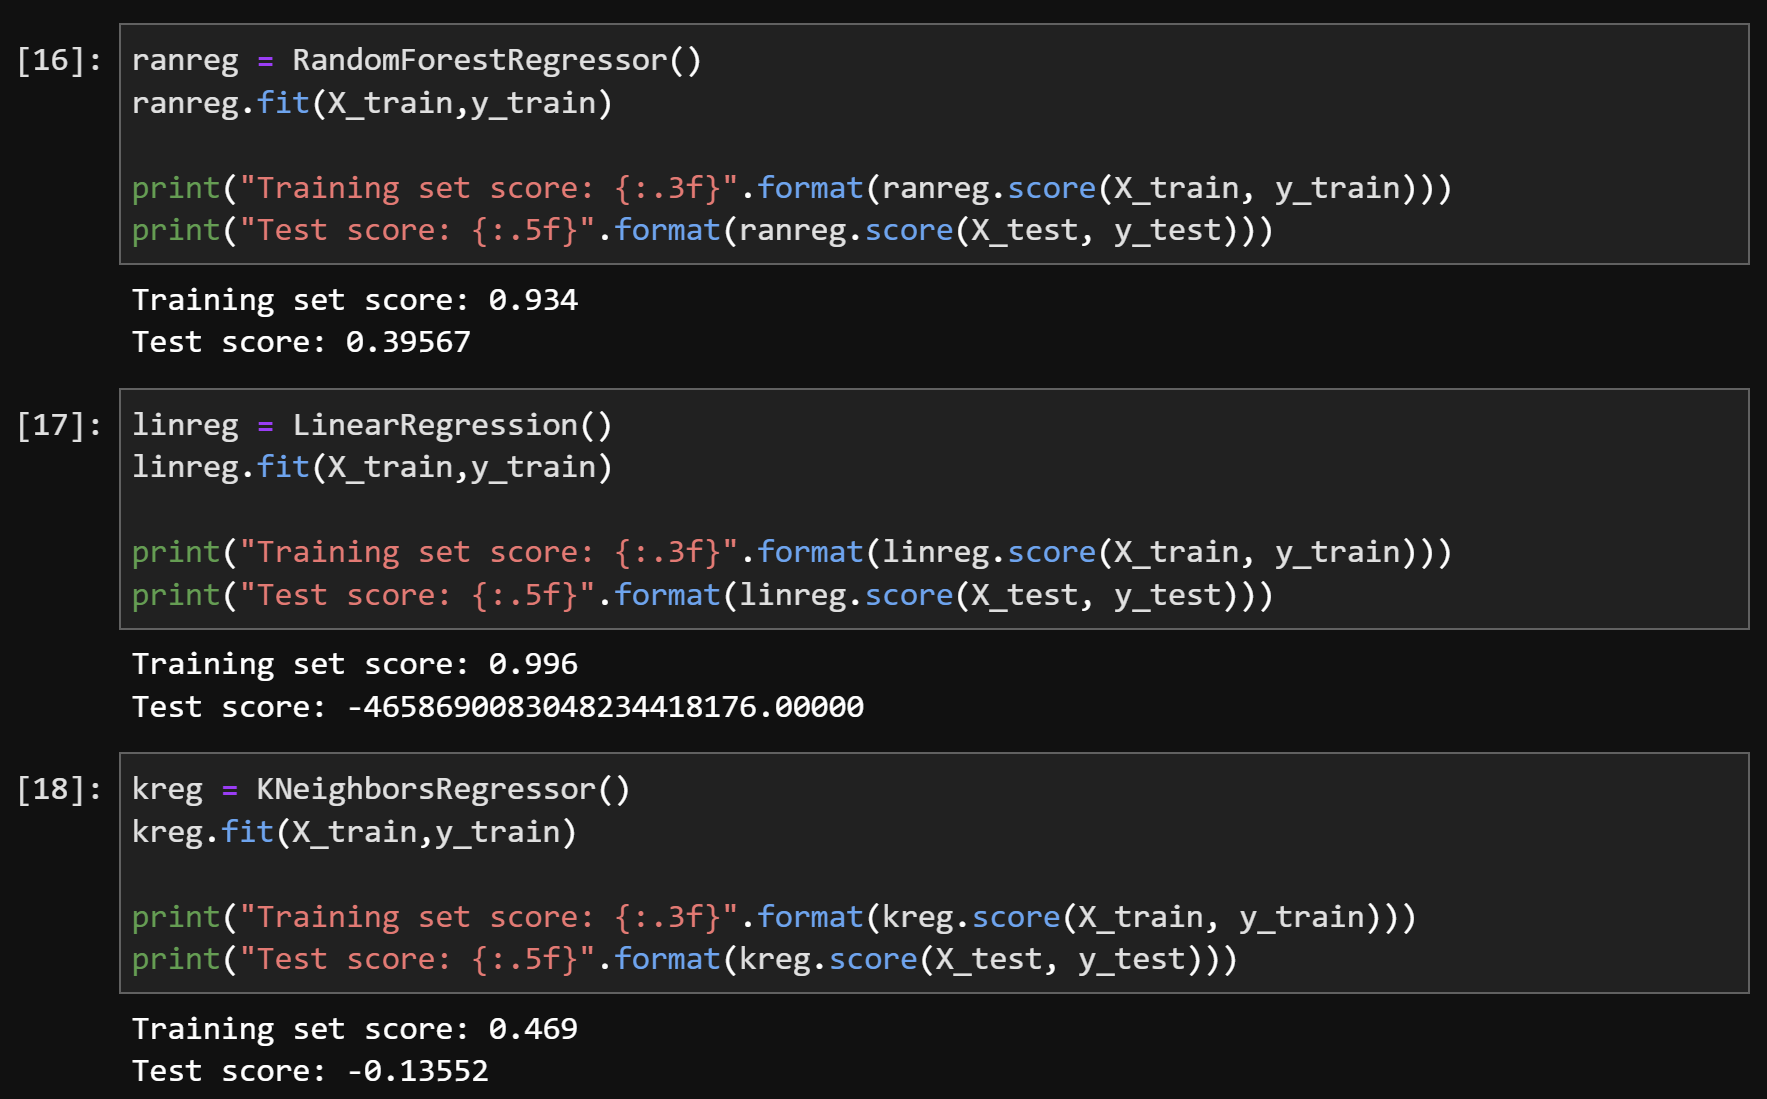 [16]: ranreg = RandomForestRegressor()
ranreg.fit(X_train,y_train)
print("Training set score: {:.3f}".format(ranreg.score(X_train, y_train)))
print("Test score: {:.5f}".format(ranreg.score(X_test, y_test)))
Training set score: 0.934
Test score: 0.39567
[17]: linreg = LinearRegression()
linreg.fit(X_train,y_train)
print("Training set score: {:.3f}".format(linreg.score(X_train, y_train)))
print("Test score: {:.5f}".format(linreg.score(X_test, y_test)))
Training set score: 0.996
Test score: -4658690083048234418176.00000
[18]: kreg = KNeighborsRegressor()
kreg.fit(X_train,y_train)
print("Training set score: {:.3f}".format(kreg.score(X_train, y_train)))
print("Test score: {:.5f}".format(kreg.score(X_test, y_test)))
Training set score: 0.469
Test score: -0.13552